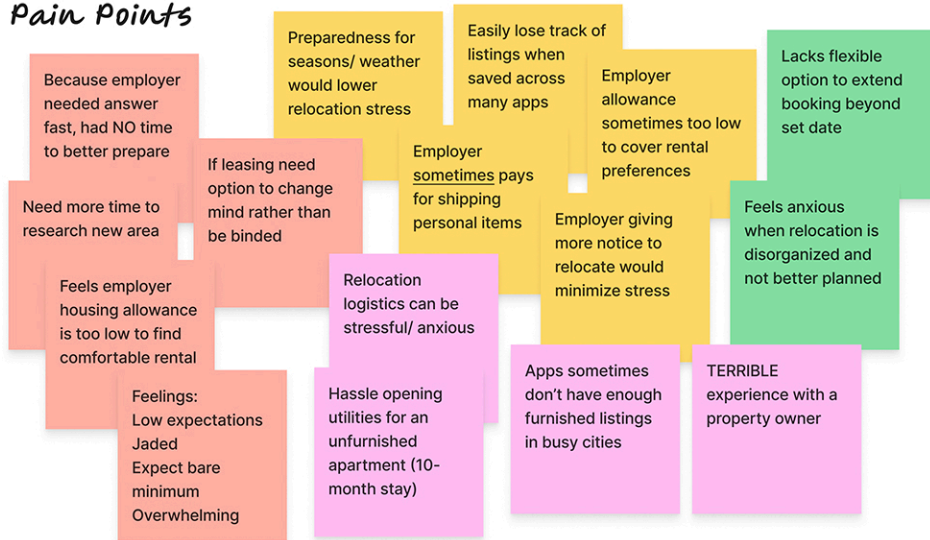 Pain Points
Because employer
needed answer
fast, had NO time
to better prepare
Need more time to
research new area
If leasing need
option to change
mind rather than
be binded
Feels employer
housing allowance
is too low to find
comfortable rental
Feelings:
Low expectations
Jaded
Expect bare
minimum
Overwhelming
Preparedness for
seasons/ weather
would lower
relocation stress
Easily lose track of
listings when
saved across
many apps
Employer
allowance
sometimes too low
to cover rental
preferences
Employer
sometimes pays
for shipping
personal items
Employer giving
more notice to
relocate would
minimize stress
Relocation
logistics can be
stressful/ anxious
Hassle opening
utilities for an
unfurnished
apartment (10-
month stay)
Apps sometimes
don’t have enough
furnished listings
in busy cities
TERRIBLE
experience with a
property owner
Lacks flexible
option to extend
booking beyond
set date
Feels anxious
when relocation is
disorganized and
not better planned